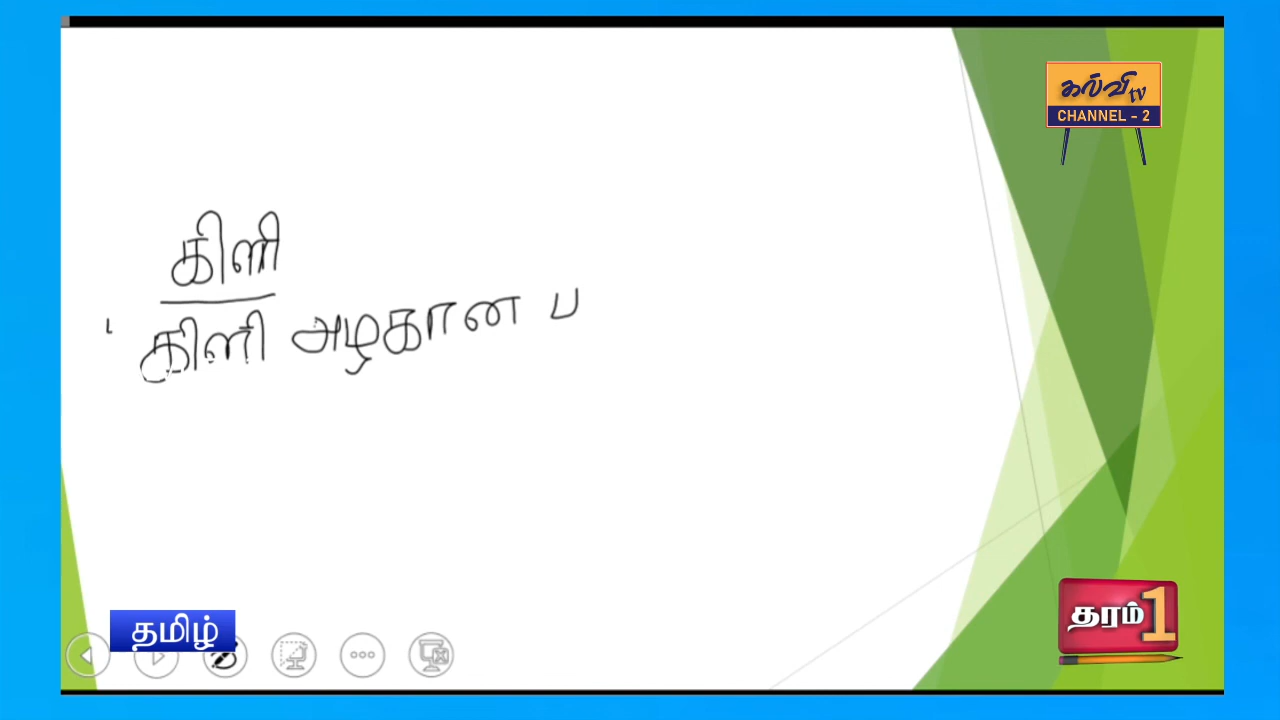 கல்வி tv
CHANNEL - 2
கிளி
கிளி அழகான ப
தமிழ்
தரம் 1